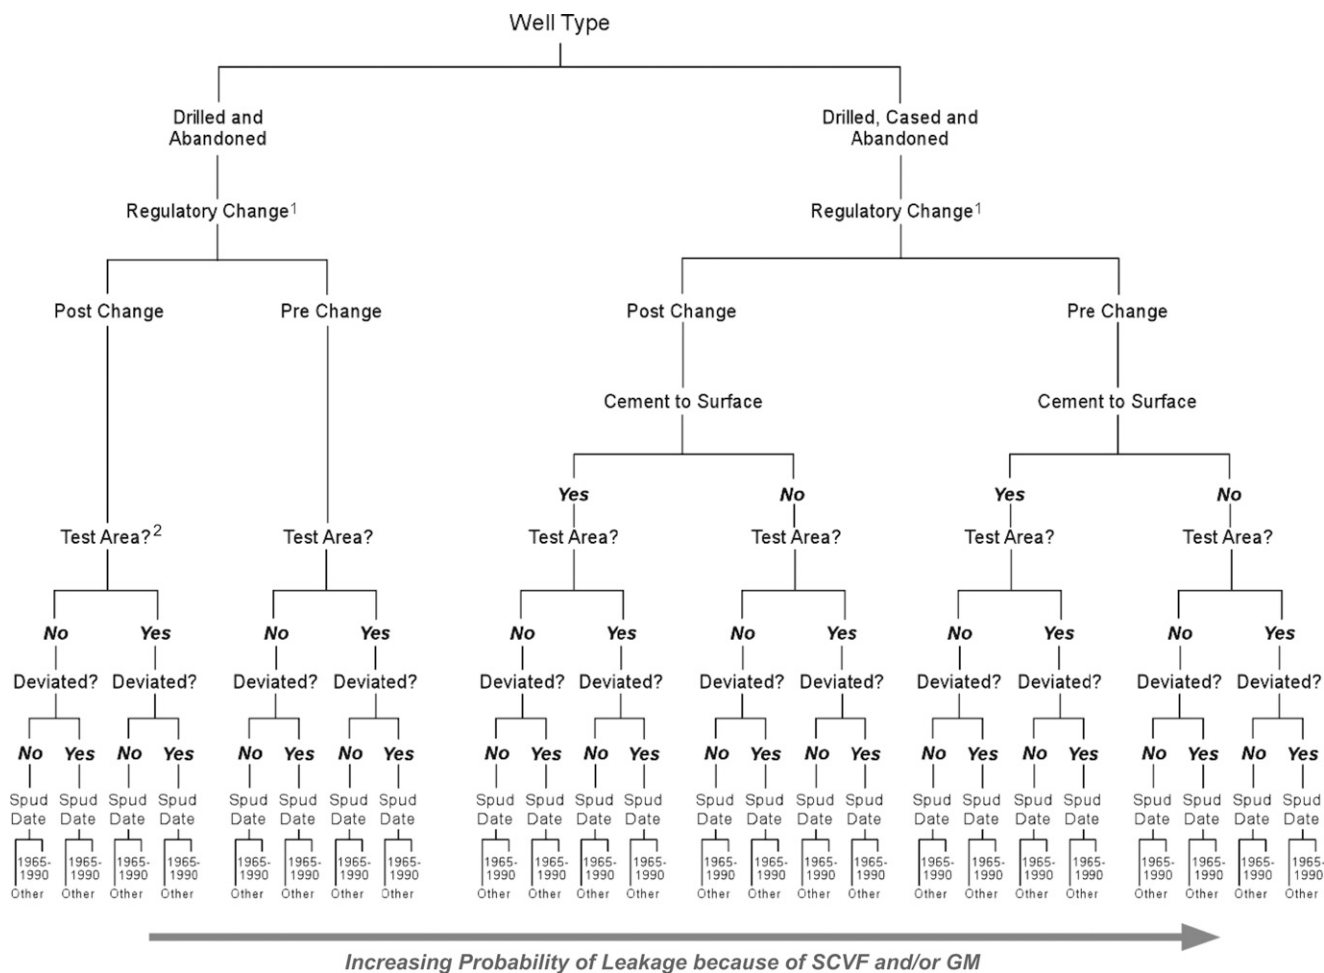 Well Type
Drilled and
Abandoned
Drilled, Cased and
Abandoned
Regulatory Change1
Regulatory Change1
Post Change
Pre Change
Post Change
Pre Change
Cement to Surface
Cement to Surface
Yes
No
Yes
No
Test Area?2
Test Area?
Test Area?
Test Area?
Test Area?
Test Area?
No Yes No Yes No Yes No Yes No Yes No Yes
Deviated? Deviated? Deviated? Deviated? Deviated? Deviated? Deviated? Deviated? Deviated? Deviated? Deviated? Deviated?
No Yes No Yes No Yes No Yes No Yes No Yes No Yes No Yes No Yes No Yes No Yes No Yes
Spud Spud Spud Spud Spud Spud Spud Spud Spud Spud Spud Spud Spud Spud Spud Spud Spud Spud Spud Spud Spud Spud Spud Spud
Date Date Date Date Date Date Date Date Date Date Date Date Date Date Date Date Date Date Date Date Date Date Date Date
1965- 1965- 1965- 1965- 1965- 1965- 1965- 1965- 1965- 1965- 1965- 1965- 1965- 1965- 1965- 1965- 1965- 1965- 1965- 1965- 1965- 1965- 1965- 1965-
1990 1990 1990 1990 1990 1990 1990 1990 1990 1990 1990 1990 1990 1990 1990 1990 1990 1990 1990 1990 1990 1990 1990 1990
Other Other Other Other Other Other Other Other Other Other Other Other Other Other Other Other Other Other Other Other Other Other Other Other
Increasing Probability of Leakage because of SCVF and/or GM